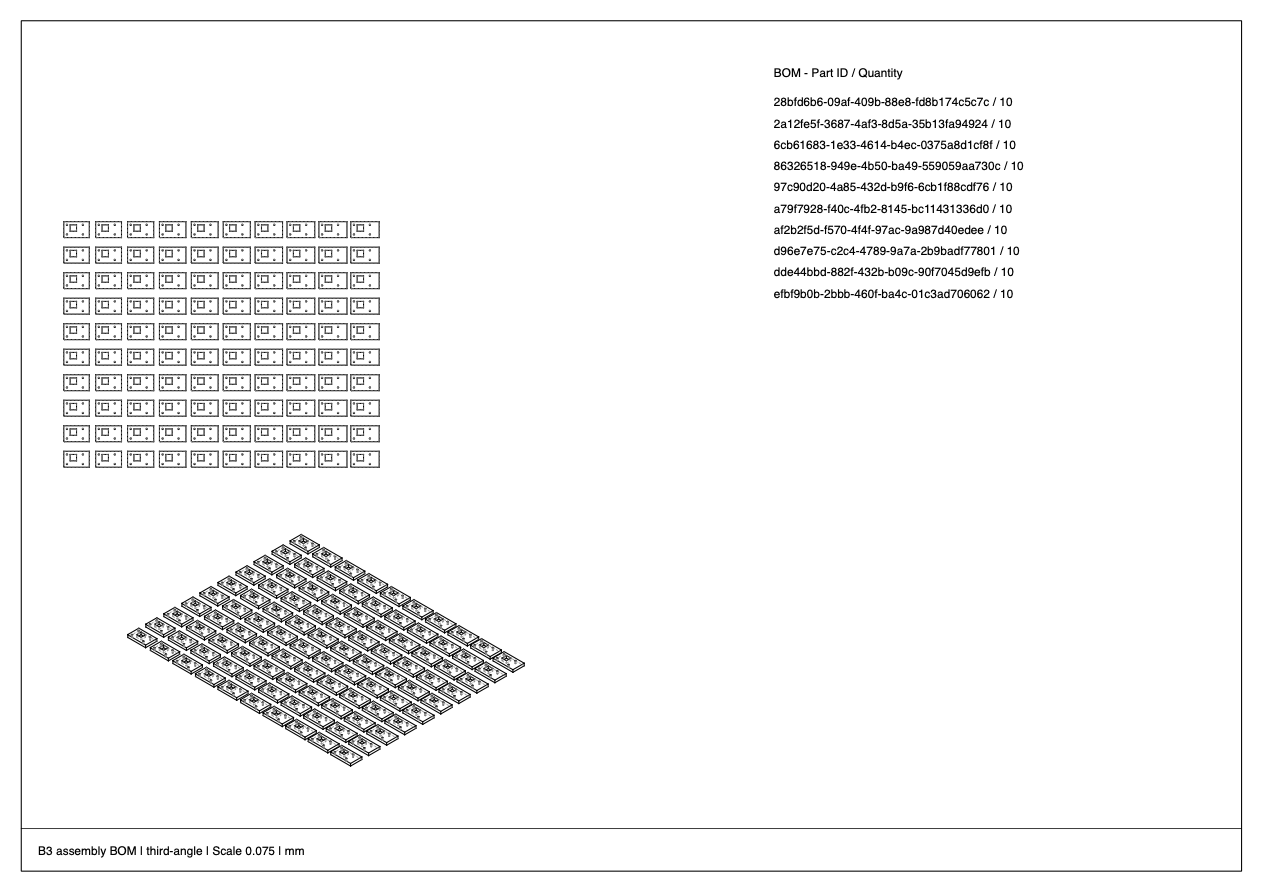 BOM - Part ID / Quantity
28bfd6b6-09af-409b-88e8-fd8b174c5c7c / 10
2a12fe5f-3687-4af3-8d5a-35b13fa94924 / 10
6cb61683-1e33-4614-b4ec-0375a8d1cf8f / 10
86326518-949e-4b50-ba49-559059aa730c / 10
97c90d20-4a85-432d-b9f6-6cb1f88cdf76 / 10
a79f7928-f40c-4fb2-8145-bc11431336d0 / 10
af2b2f5d-f570-4f4f-97ac-9a987d40edee / 10
d96e7e75-c2c4-4789-9a7a-2b9badf77801 / 10
dde44bbd-882f-432b-b09c-90f7045d9efb / 10
efbf9b0b-2bbb-460f-ba4c-01c3ad706062 / 10
B3 assembly BOM | third-angle | Scale 0.075 | mm